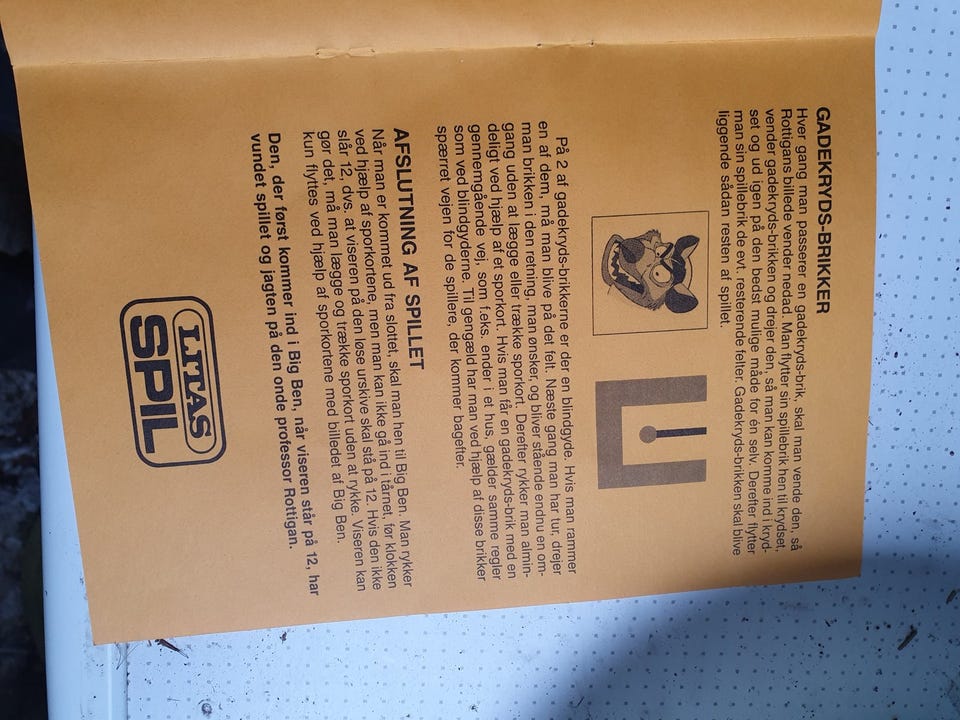 GADEKRYDS-BRIKKER
Hver gang man passerer en gadekryds-brik, skal man vende den, så
Rottigans billede vender nedad. Man flytter sin spillebrik hen til krydset,
vender gadekryds-brikken og drejer den, så man kan komme ind i kryd-
set og ud igen på den bedst mulige måde for én selv. Derefter flytter
man sin spillebrik de evt. resterende felter. Gadekryds-brikken skal blive
liggende sådan resten af spillet.
På 2 af gadekryds-brikkerne er der en blindgyde. Hvis man rammer
en af dem, må man blive på det felt. Næste gang man har tur, drejer
man brikken i den retning, man ønsker, og bliver stående endnu en om-
gang uden at lægge eller trække sporkort. Derefter rykker man almin-
deligt ved hjælp af et sporkort. Hvis man får en gadekryds-brik med en
gennemgående vej, som f.eks. ender i et hus, gælder samme regler
som ved blindgyderne. Til gengæld har man ved hjælp af disse brikker
spærret vejen for de spillere, der kommer bagefter.
AFSLUTNING AF SPILLET
Når man er kommet ud fra slottet, skal man hen til Big Ben. Man rykker
ved hjælp af sporkortene, men man kan ikke gå ind i tårnet, før klokken
slår 12, dvs. at viseren på den løse urskive skal stå på 12. Hvis den ikke
gør det, må man lægge og trække sporkort uden at rykke. Viseren kan
kun flyttes ved hjælp af sporkortene med billedet af Big Ben.
Den, der først kommer ind i Big Ben, når viseren står på 12, har
vundet spillet og jagten på den onde professor Rottigan.
LITAS
SPIL